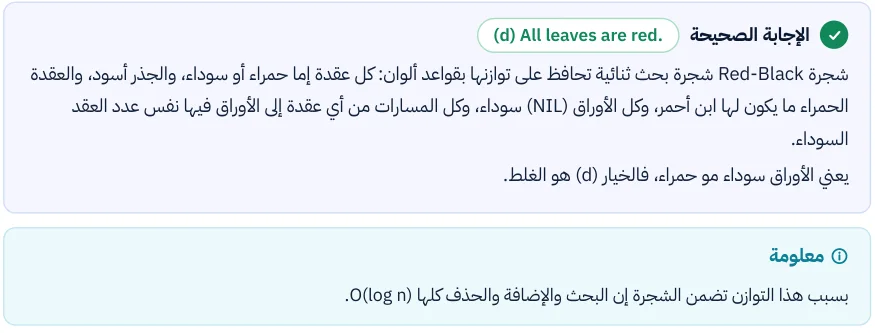 الإجابة الصحيحة (d) All leaves are red.
شجرة Red-Black شجرة بحث ثنائية تحافظ على توازنها بقواعد ألوان: كل عقدة إما حمراء أو سوداء، والجذر أسود، والعقدة
الحمراء ما يكون لها ابن أحمر، وكل الأوراق (NIL) سوداء، وكل المسارات من أي عقدة إلى الأوراق فيها نفس عدد العقد
السوداء.
يعني الأوراق سوداء مو حمراء، فالخيار (d) هو الغلط.
معلومة
بسبب هذا التوازن تضمن الشجرة إن البحث والإضافة والحذف كلها O(log n).